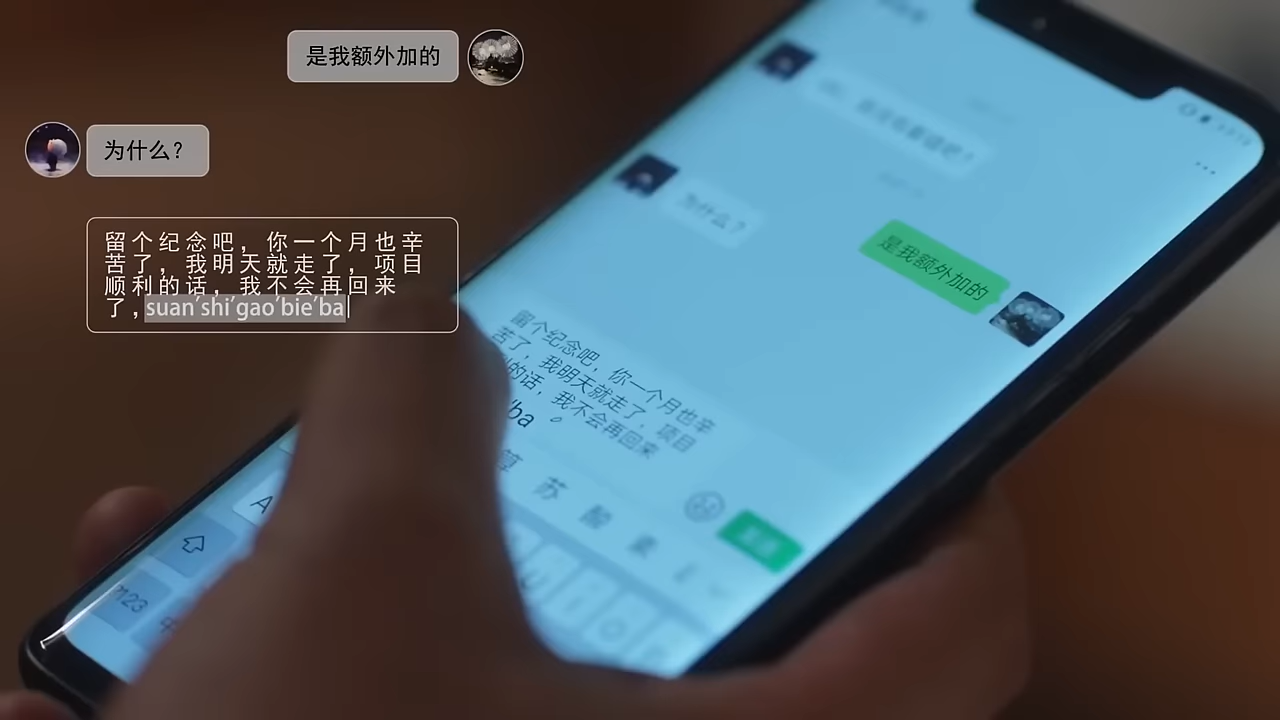 是我额外加的
为什么？
留个纪念吧，你一个月也辛
苦了，我明天就走了，项目
顺利的话，我不会再回来
了，suan'shi'gao'bie'ba
为什么？
是我额外加的
留个纪念吧，你一个月也辛
苦了，我明天就走了，项目
的话，我不会再回来
'ba
算 苏 酸
A
?123